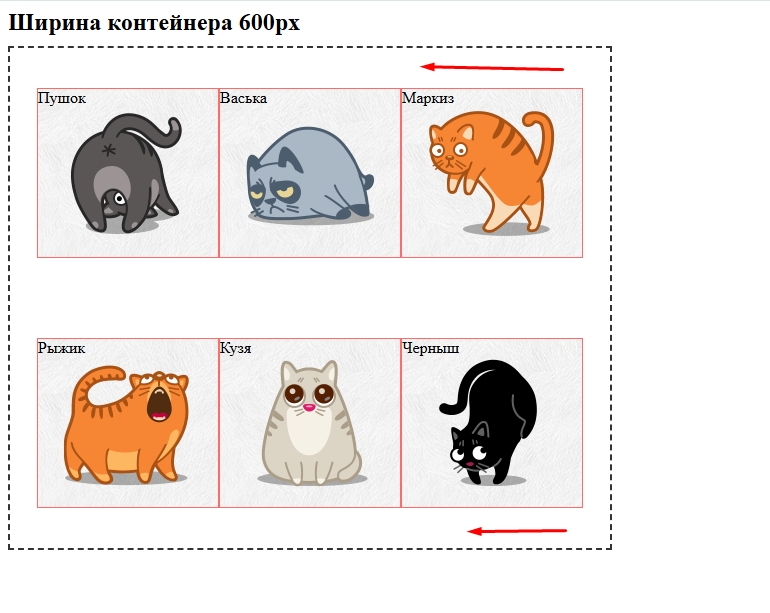 Ширина контейнера 600px
Пушок
Васька
Маркиз
Рыжик
Кузя
Черныш